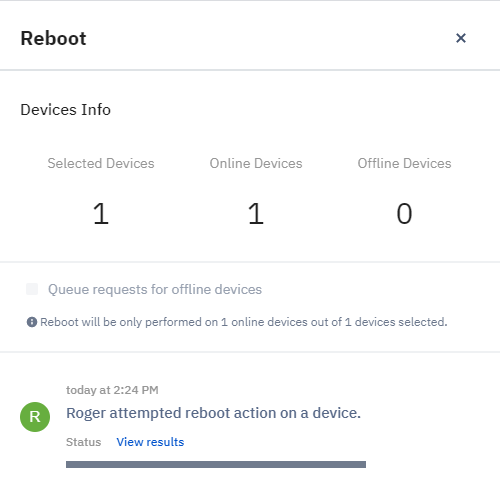 Reboot
Devices Info
Selected Devices Online Devices Offline Devices
1 1 0
Queue requests for offline devices
Reboot will be only performed on 1 online devices out of 1 devices selected.
today at 2:24 PM
R Roger attempted reboot action on a device.
Status View results